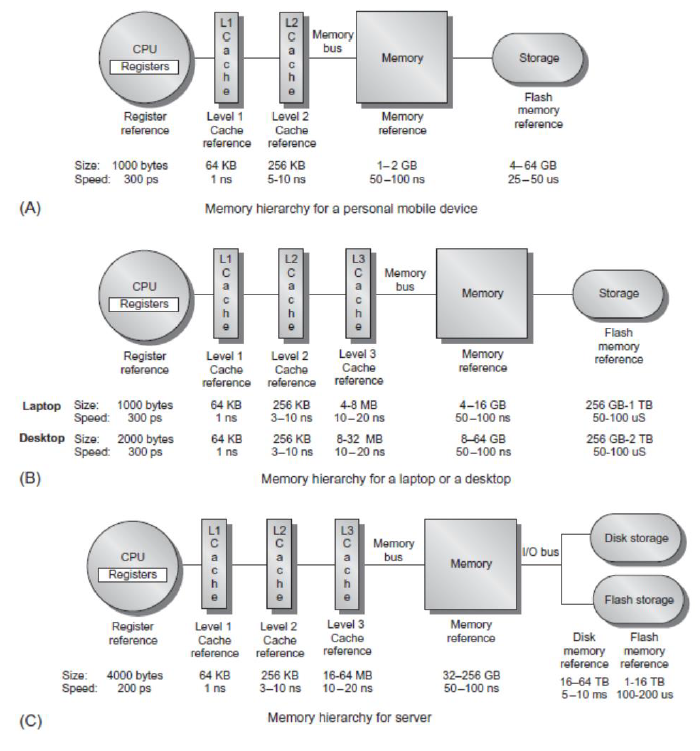 L1 Cache
L2 Cache
Memory bus
CPU
Registers
Memory
Storage
Register reference
Level 1 Cache reference
Level 2 Cache reference
Memory reference
Flash memory reference
Size: 1000 bytes 64 KB 256 KB 1–2 GB 4–64 GB
Speed: 300 ps 1 ns 5-10 ns 50–100 ns 25–50 us
(A) Memory hierarchy for a personal mobile device
L1 Cache
L2 Cache
L3 Cache
Memory bus
CPU
Registers
Memory
Storage
Register reference
Level 1 Cache reference
Level 2 Cache reference
Level 3 Cache reference
Memory reference
Flash memory reference
Laptop Size: 1000 bytes 64 KB 256 KB 4-8 MB 4–16 GB 256 GB-1 TB
Speed: 300 ps 1 ns 3–10 ns 10–20 ns 50–100 ns 50-100 uS
Desktop Size: 2000 bytes 64 KB 256 KB 8-32 MB 8–64 GB 256 GB-2 TB
Speed: 300 ps 1 ns 3–10 ns 10–20 ns 50–100 ns 50-100 uS
(B) Memory hierarchy for a laptop or a desktop
L1 Cache
L2 Cache
L3 Cache
Memory bus
CPU
Registers
Memory
I/O bus
Disk storage
Flash storage
Register reference
Level 1 Cache reference
Level 2 Cache reference
Level 3 Cache reference
Memory reference
Disk memory reference
Flash memory reference
Size: 4000 bytes 64 KB 256 KB 16-64 MB 32–256 GB 16–64 TB 1-16 TB
Speed: 200 ps 1 ns 3–10 ns 10–20 ns 50–100 ns 5–10 ms 100-200 us
(C) Memory hierarchy for server